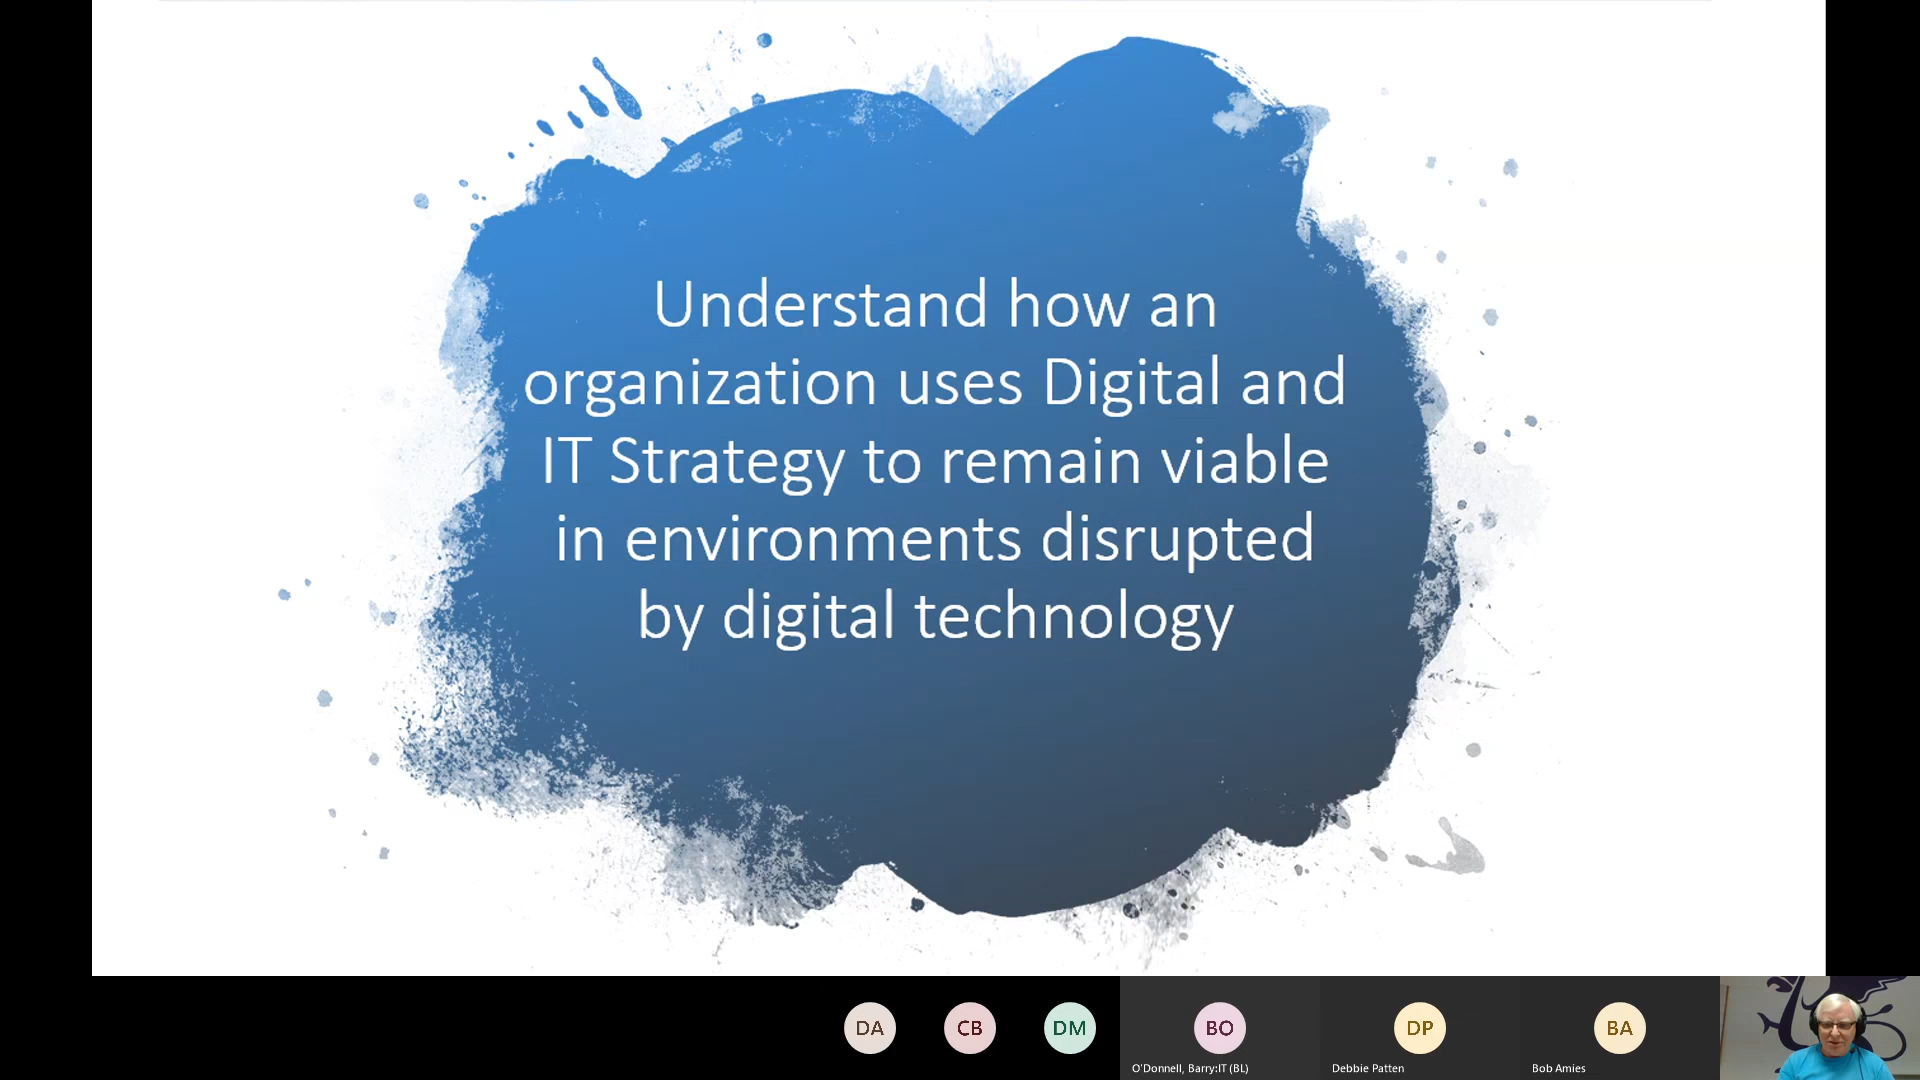 Understand how an
organization uses Digital and
IT Strategy to remain viable
in environments disrupted
by digital technology
DA
CB
DM
BO
DP
BA
O'Donnell, Barry:IT (BL)
Debbie Patten
Bob Amies